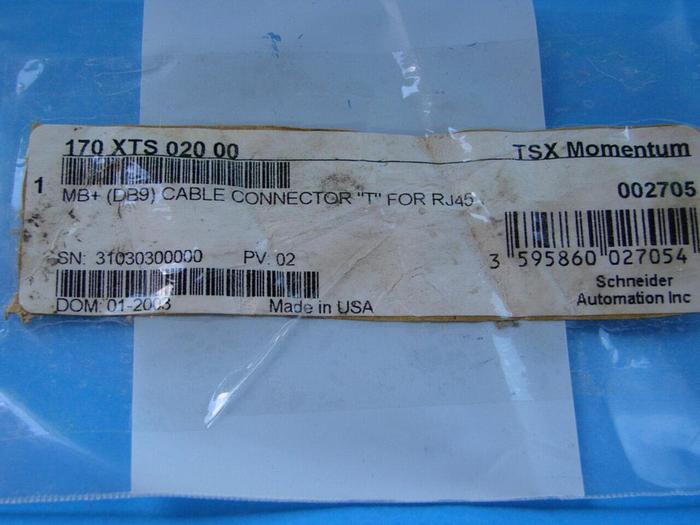 170 XTS 020 00
TSX Momentum
1
MB+ (DB9) CABLE CONNECTOR "T" FOR RJ45
002705
SN: 31030300000 PV: 02
3 595860 027054
DOM: 01-2003 Made in USA
Schneider
Automation Inc